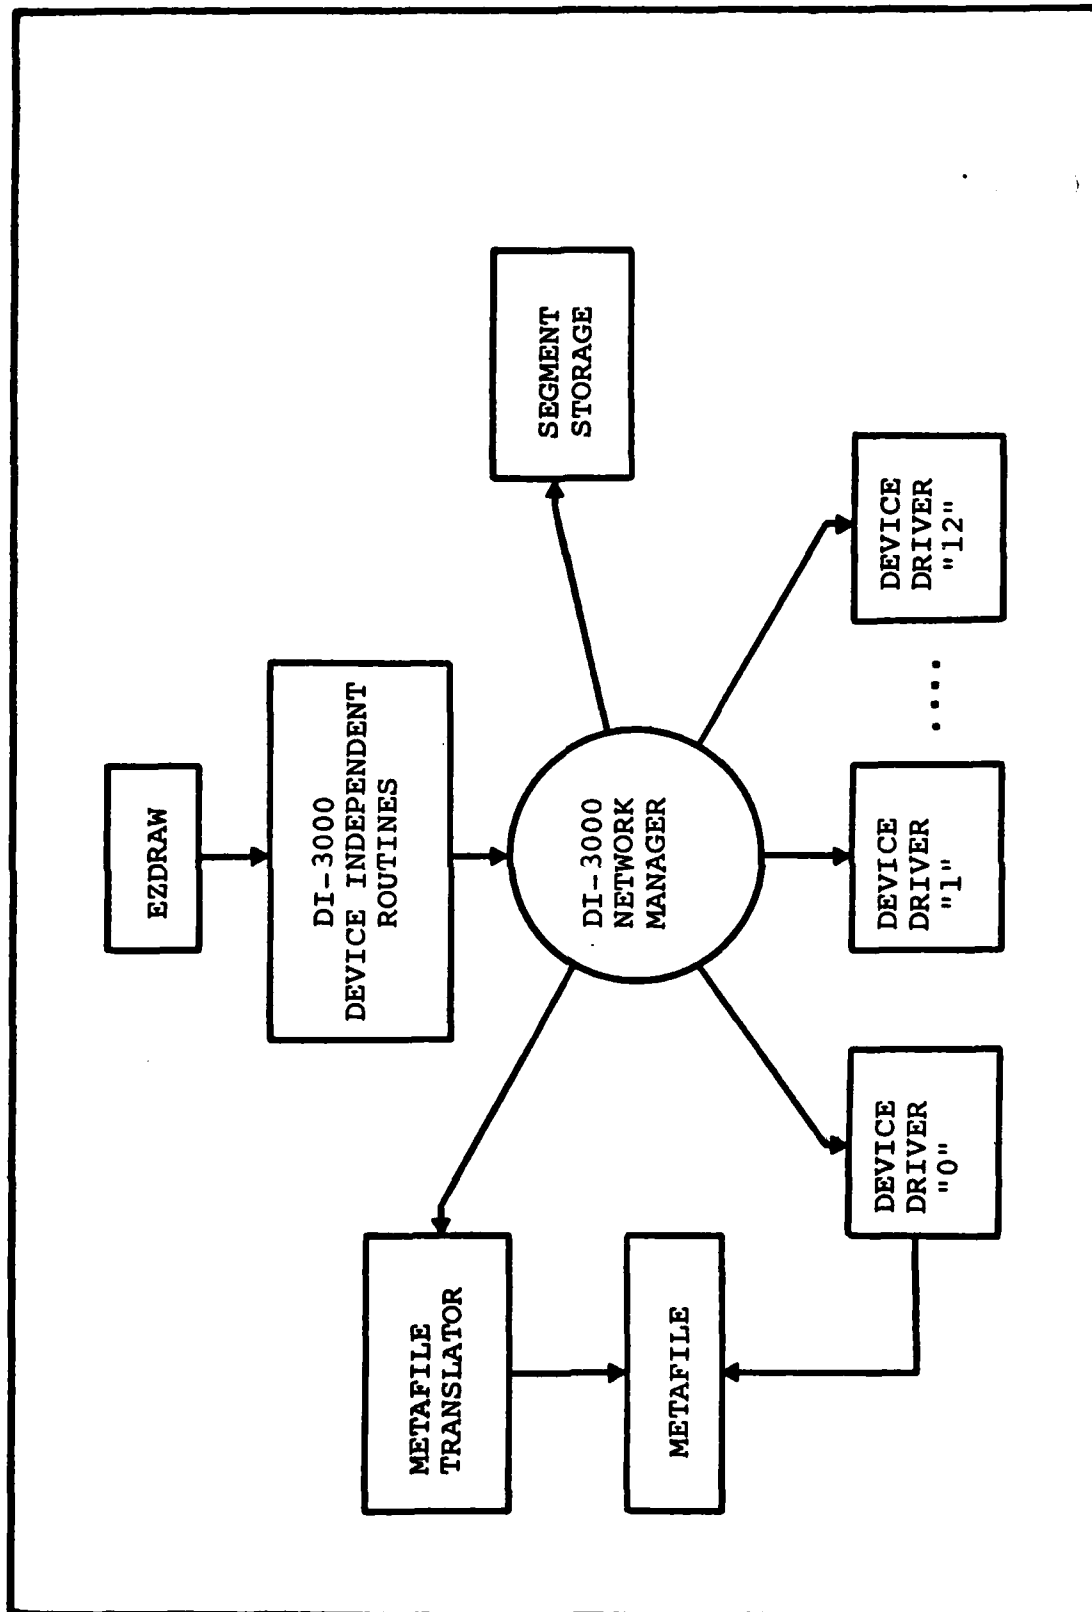 EZDRAW
DI-3000
DEVICE INDEPENDENT
ROUTINES
METAFILE
TRANSLATOR
DI-3000
NETWORK
MANAGER
SEGMENT
STORAGE
METAFILE
DEVICE
DRIVER
"0"
DEVICE
DRIVER
"1"
....
DEVICE
DRIVER
"12"